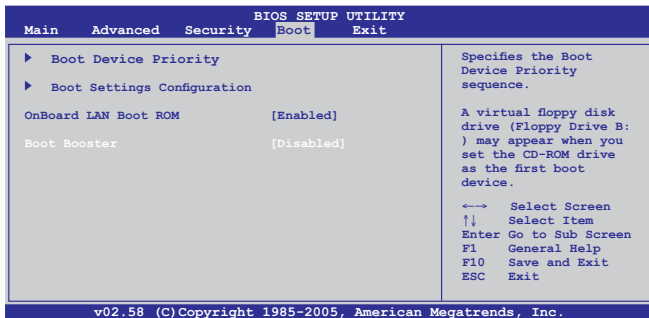 BIOS SETUP UTILITY
Main Advanced Security Boot Exit
Boot Device Priority
Boot Settings Configuration
OnBoard LAN Boot ROM [Enabled]
Boot Booster [Disabled]
Specifies the Boot
Device Priority
sequence.
A virtual floppy disk
drive (Floppy Drive B:
) may appear when you
set the CD-ROM drive
as the first boot
device.
←→ Select Screen
↑↓ Select Item
Enter Go to Sub Screen
F1 General Help
F10 Save and Exit
ESC Exit
v02.58 (C)Copyright 1985-2005, American Megatrends, Inc.